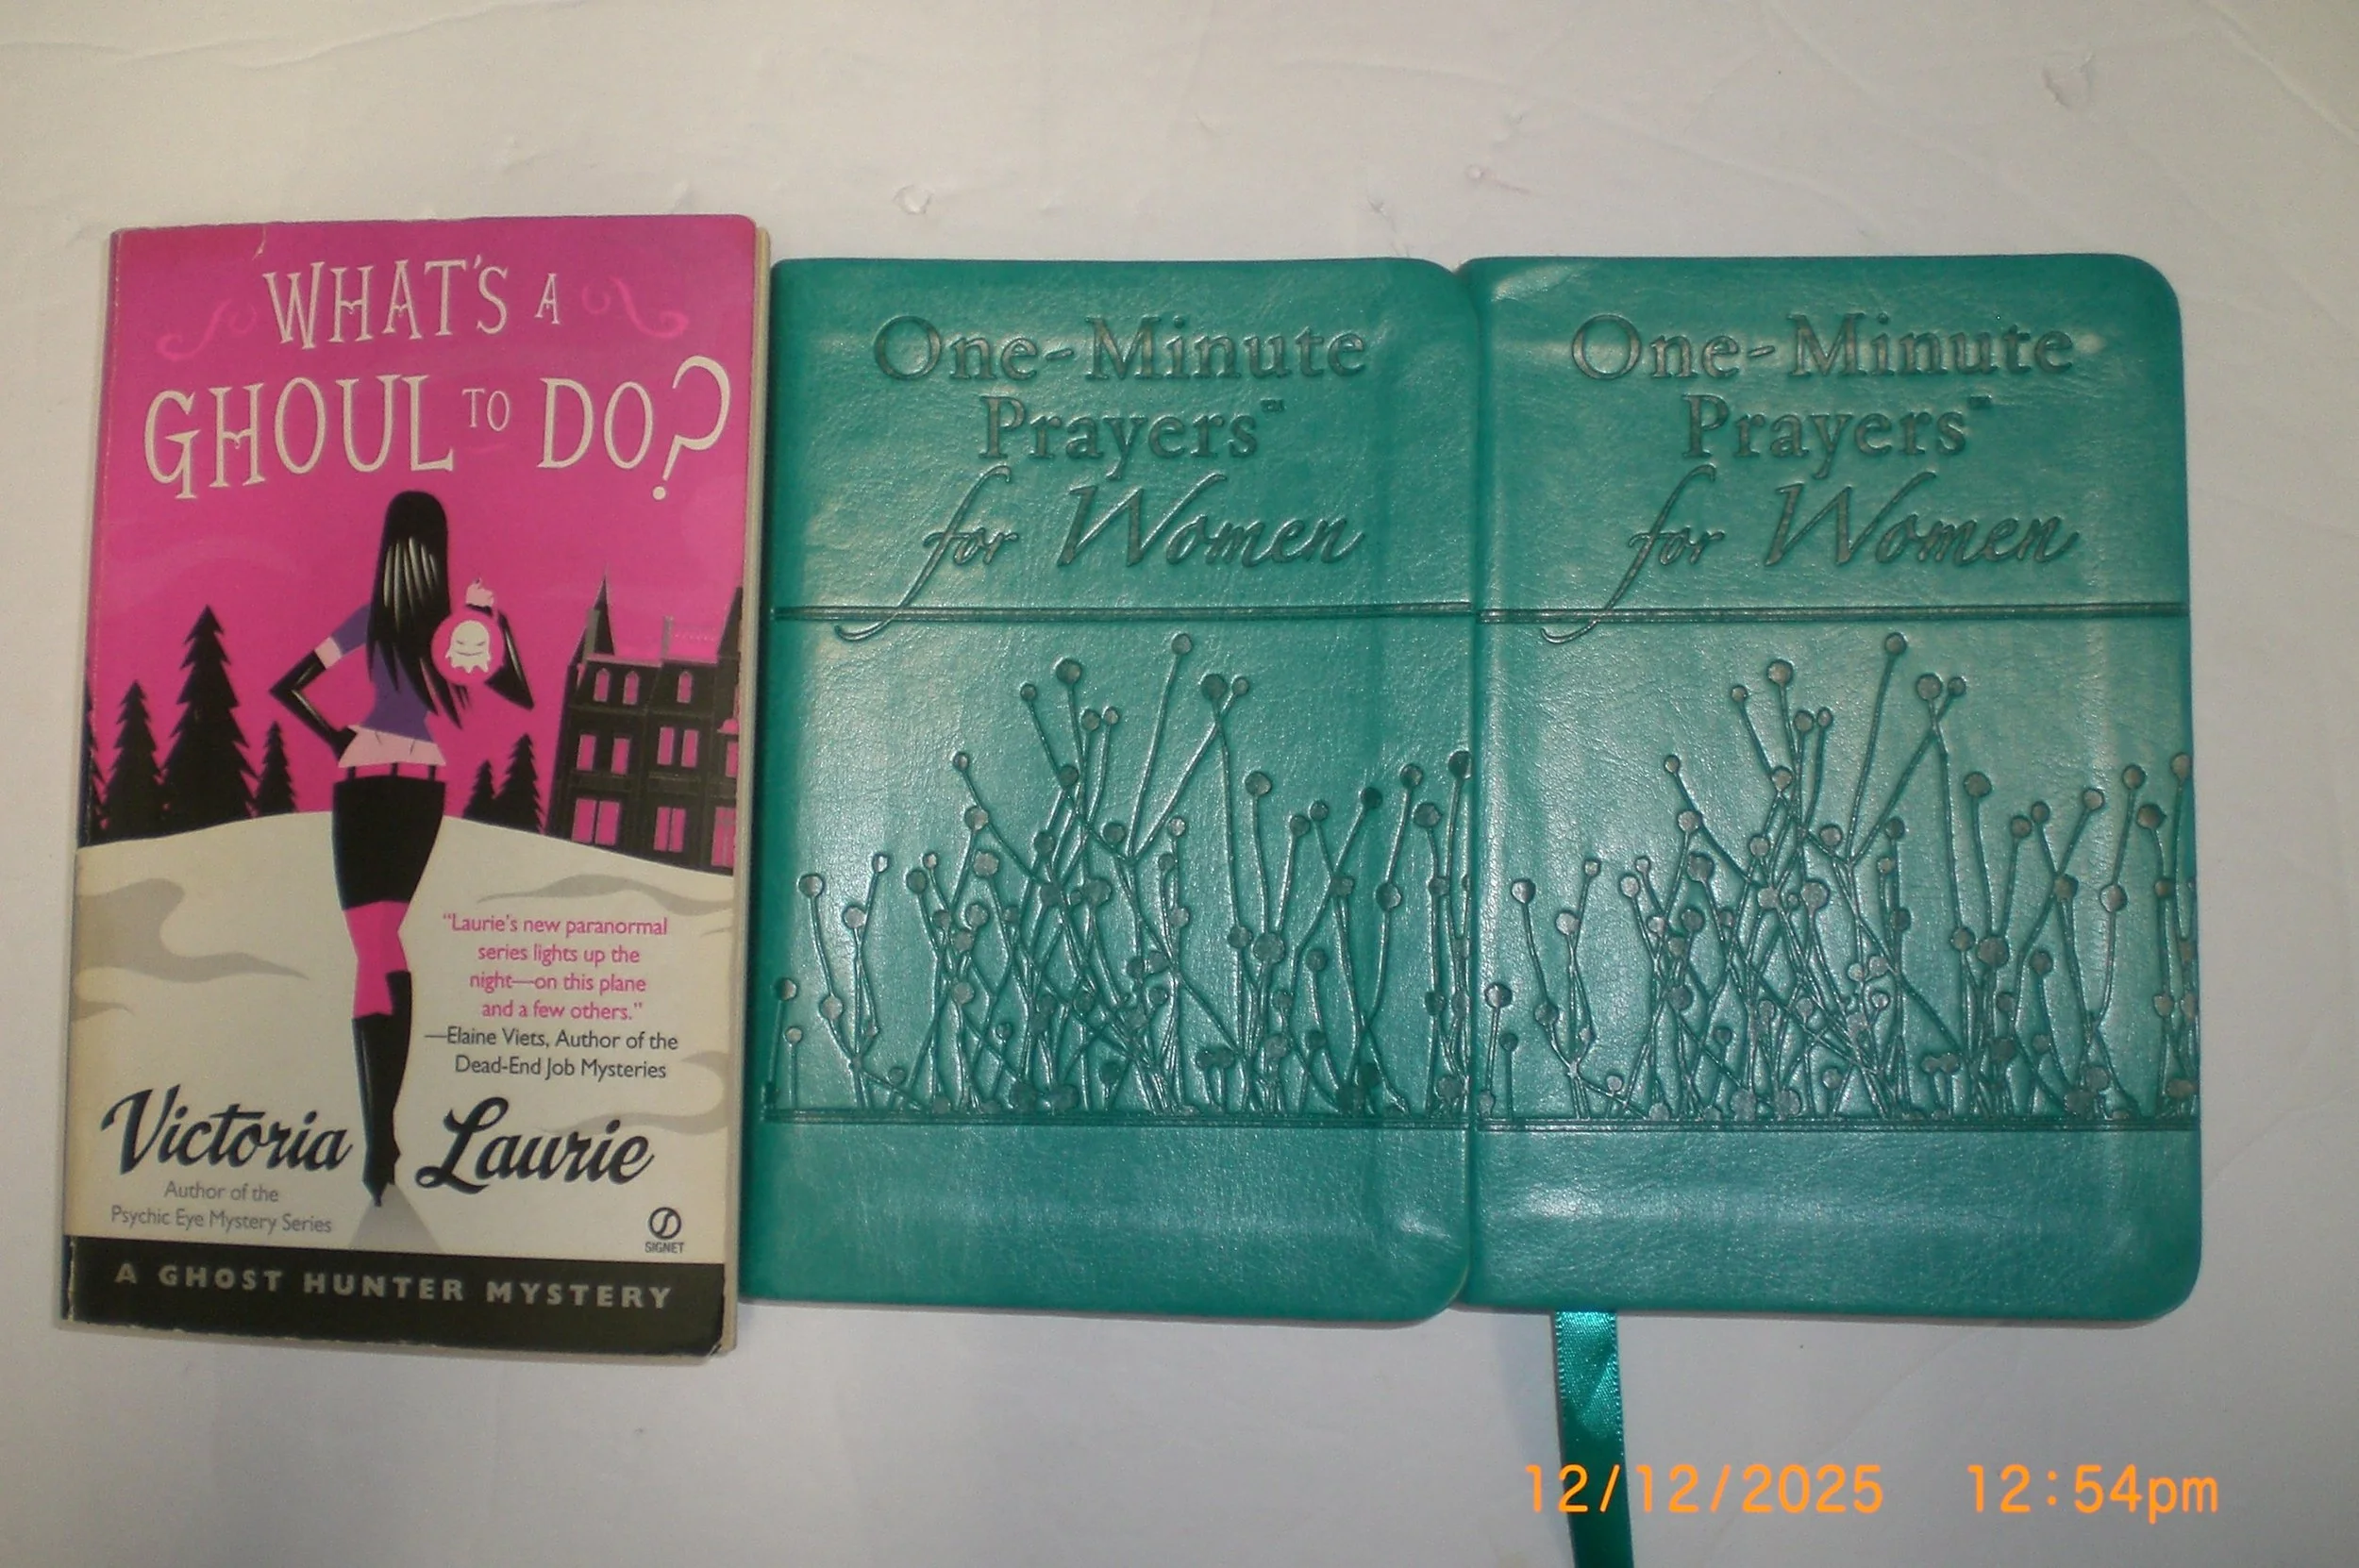 WHAT'S A
GHOUL TO DO?
"Laurie's new paranormal
series lights up the
night—on this plane
and a few others."
—Elaine Viets, Author of the
Dead-End Job Mysteries
Victoria Laurie
Author of the
Psychic Eye Mystery Series
SIGNET
A GHOST HUNTER MYSTERY
One-Minute
Prayers™
for Women
One-Minute
Prayers™
for Women
12/12/2025 12:54pm